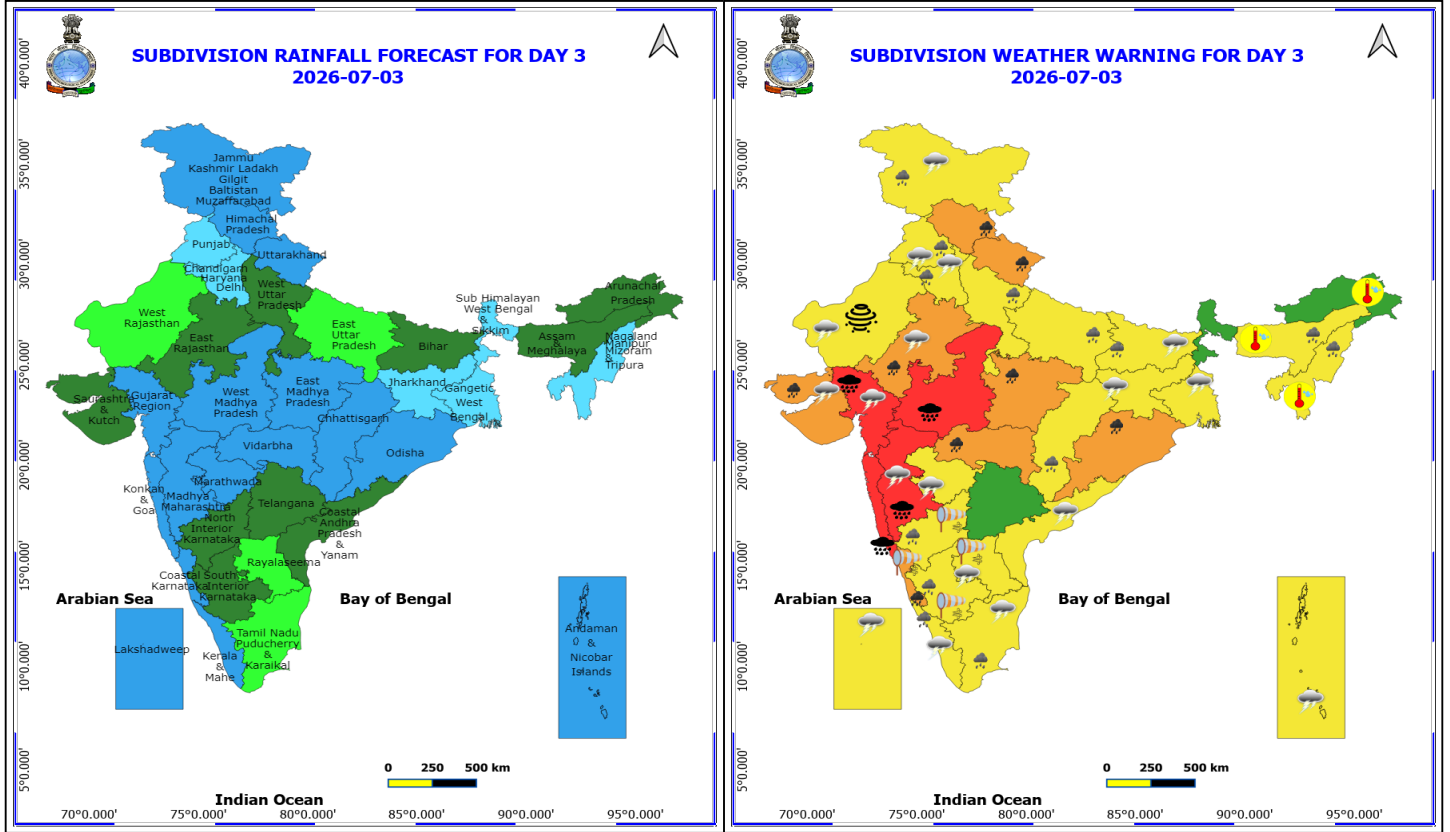 SUBDIVISION RAINFALL FORECAST FOR DAY 3
2026-07-03
40°0.000'
35°0.000'
30°0.000'
25°0.000'
20°0.000'
15°0.000'
10°0.000'
5°0.000'
Jammu
Kashmir Ladakh
Gilgit
Baltistan
Muzaffarabad
Himachal
Pradesh
Punjab
Uttarakhand
Chandigarh
Haryana
Delhi
West
Uttar
Pradesh
Arunachal
Pradesh
Sub Himalayan
West Bengal
&
Sikkim
West
Rajasthan
East
Uttar
Pradesh
East
Rajasthan
Bihar
Assam
&
Meghalaya
Nagaland
Manipur
Mizoram
&
Tripura
Saurashtra
&
Kutch
Gujarat
Region
West
Madhya
Pradesh
East
Madhya
Pradesh
Jharkhand
Gangetic
West
Bengal
Chhattisgarh
Vidarbha
Odisha
Konkan
&
Goa
Madhya
Maharashtra
Marathwada
Telangana
North
Interior
Karnataka
Coastal
Andhra
Pradesh
&
Yanam
Rayalaseema
Coastal
Karnataka
South
Interior
Karnataka
Arabian Sea
Bay of Bengal
Lakshadweep
Tamil Nadu
Puducherry
&
Karaikal
Kerala
&
Mahe
Andaman
&
Nicobar
Islands
0 250 500 km
Indian Ocean
70°0.000' 75°0.000' 80°0.000' 85°0.000' 90°0.000' 95°0.000'
SUBDIVISION WEATHER WARNING FOR DAY 3
2026-07-03
40°0.000'
35°0.000'
30°0.000'
25°0.000'
20°0.000'
15°0.000'
10°0.000'
5°0.000'
Arabian Sea
Bay of Bengal
0 250 500 km
Indian Ocean
70°0.000' 75°0.000' 80°0.000' 85°0.000' 90°0.000' 95°0.000'